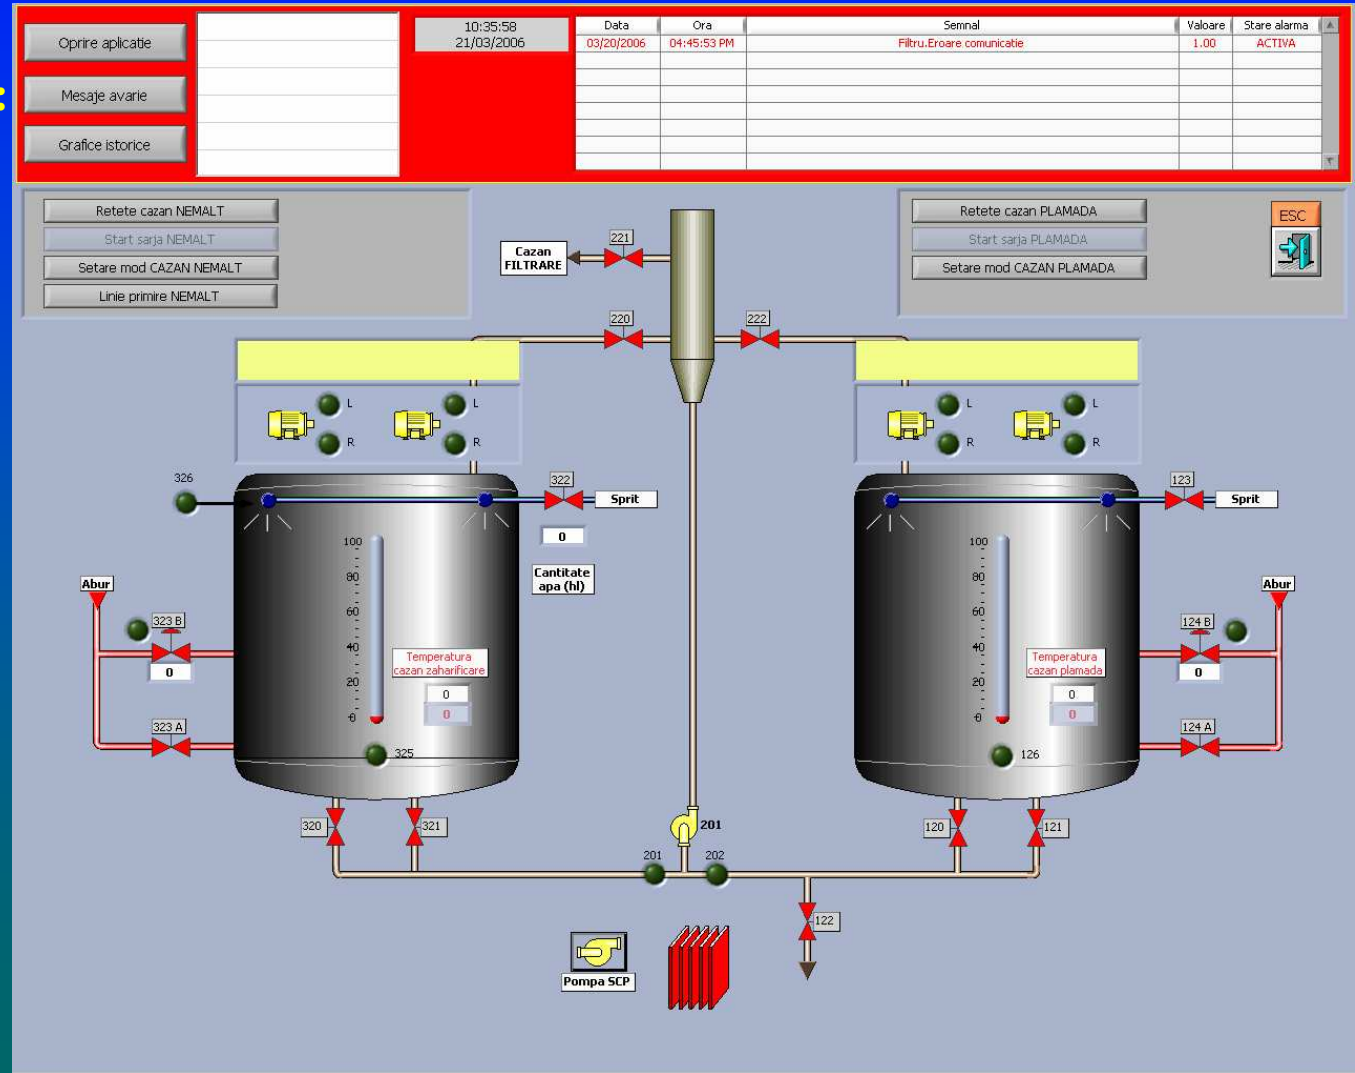 :
Oprire aplicatie
Mesaje avarie
Grafice istorice
10:35:58
21/03/2006
Data Ora Semnal Valoare Stare alarma
03/20/2006 04:45:53 PM Filtru.Eroare comunicatie 1.00 ACTIVA
Retete cazan NEMALT
Start sarja NEMALT
Setare mod CAZAN NEMALT
Linie primire NEMALT
Retete cazan PLAMADA
Start sarja PLAMADA
Setare mod CAZAN PLAMADA
ESC
221
Cazan
FILTRARE
220
222
L
R
L
R
L
R
L
R
326
322
Sprit
0
Cantitate
apa (hl)
123
Sprit
100
80
60
40
20
0
100
80
60
40
20
0
Abur
323 B
0
323 A
Temperatura
cazan zaharificare
0
0
325
Abur
124 B
0
124 A
Temperatura
cazan plamada
0
0
126
320
321
201
201
202
120
121
122
Pompa SCP